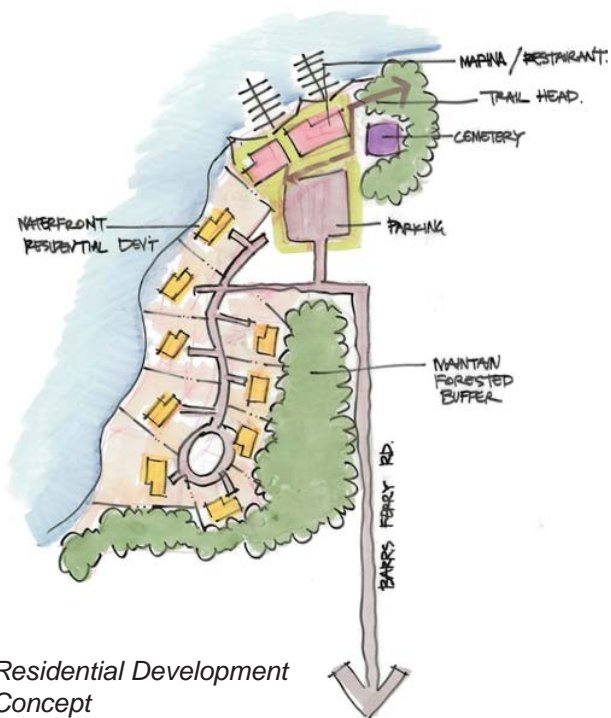 MARINA / RESTAURANT.
TRAIL HEAD.
CEMETERY
WATERFRONT
RESIDENTIAL DEV'T
PARKING
MAINTAIN
FORESTED
BUFFER
BARRS FERRY RD.
Residential Development
Concept